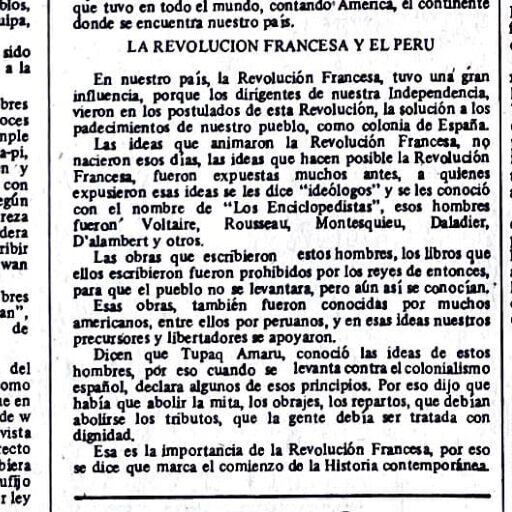 que tuvo en todo el mundo, contando America, el continente
donde se encuentra nuestro país.
LA REVOLUCION FRANCESA Y EL PERU
En nuestro país, la Revolución Francesa, tuvo una gran
influencia, porque los dirigentes de nuestra Independencia,
vieron en los postulados de esta Revolución, la solución a los
padecimientos de nuestro pueblo, como colonia de España.
Las ideas que animaron la Revolución Francesa, no
nacieron esos días, las ideas que hacen posible la Revolución
Francesa, fueron expuestas muchos antes, a quienes
expusieron esas ideas se les dice "ideólogos" y se les conoció
con el nombre de "Los Enciclopedistas", esos hombres
fueron Voltaire, Rousseau, Montesquieu, Daladier,
D'alambert y otros.
Las obras que escribieron estos hombres, los libros que
ellos escribieron fueron prohibidos por los reyes de entonces,
para que el pueblo no se levantara, pero aún así se conocían.
Esas obras, también fueron conocidas por muchos
americanos, entre ellos por peruanos, y en esas ideas nuestros
precursores y libertadores se apoyaron.
Dicen que Tupaq Amaru, conoció las ideas de estos
hombres, por eso cuando se levanta contra el colonialismo
español, declara algunos de esos principios. Por eso dijo que
había que abolir la mita, los obrajes, los repartos, que debían
abolirse los tributos, que la gente debía ser tratada con
dignidad.
Esa es la importancia de la Revolución Francesa, por eso
se dice que marca el comienzo de la Historia contemporánea.
sido
a la
bres
oces
mple
a-pi,
n y
con
egún
reza
dera
ribir
wan
bres
an",
de
del
omo
ue en
de w
vista
recto
biera
ufijo
r ley